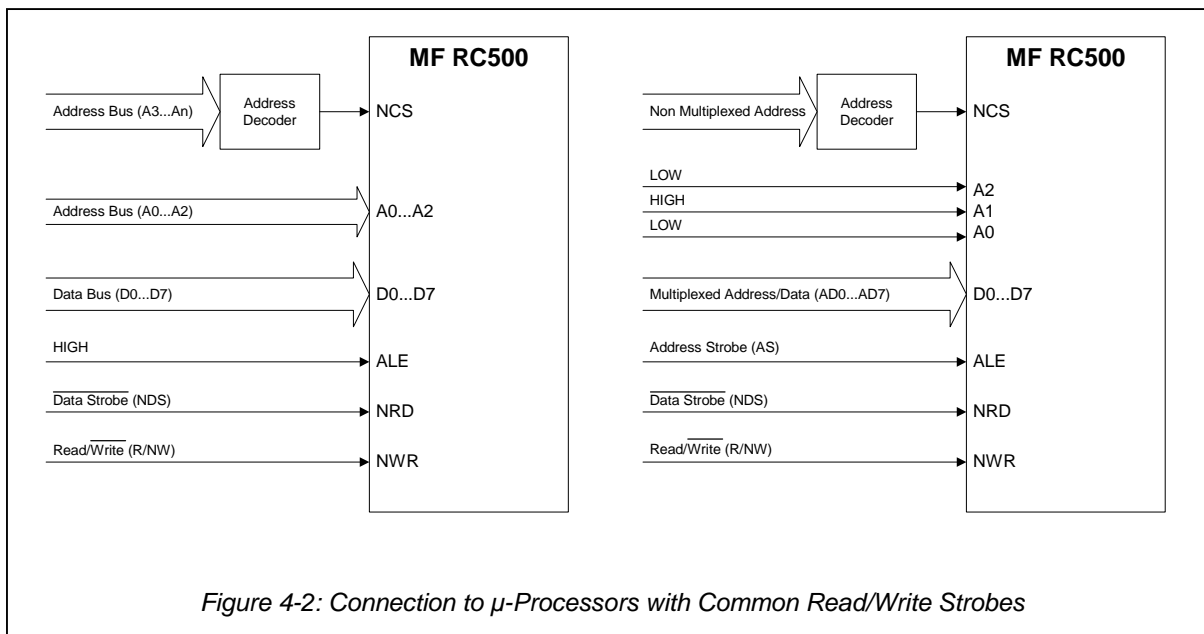 MF RC500
Address Bus (A3...An)
Address
Decoder
NCS
Address Bus (A0...A2)
A0...A2
Data Bus (D0...D7)
D0...D7
HIGH
ALE
Data Strobe (NDS)
NRD
Read/Write (R/NW)
NWR
MF RC500
Non Multiplexed Address
Address
Decoder
NCS
LOW
A2
HIGH
A1
LOW
A0
Multiplexed Address/Data (AD0...AD7)
D0...D7
Address Strobe (AS)
ALE
Data Strobe (NDS)
NRD
Read/Write (R/NW)
NWR
Figure 4-2: Connection to µ-Processors with Common Read/Write Strobes